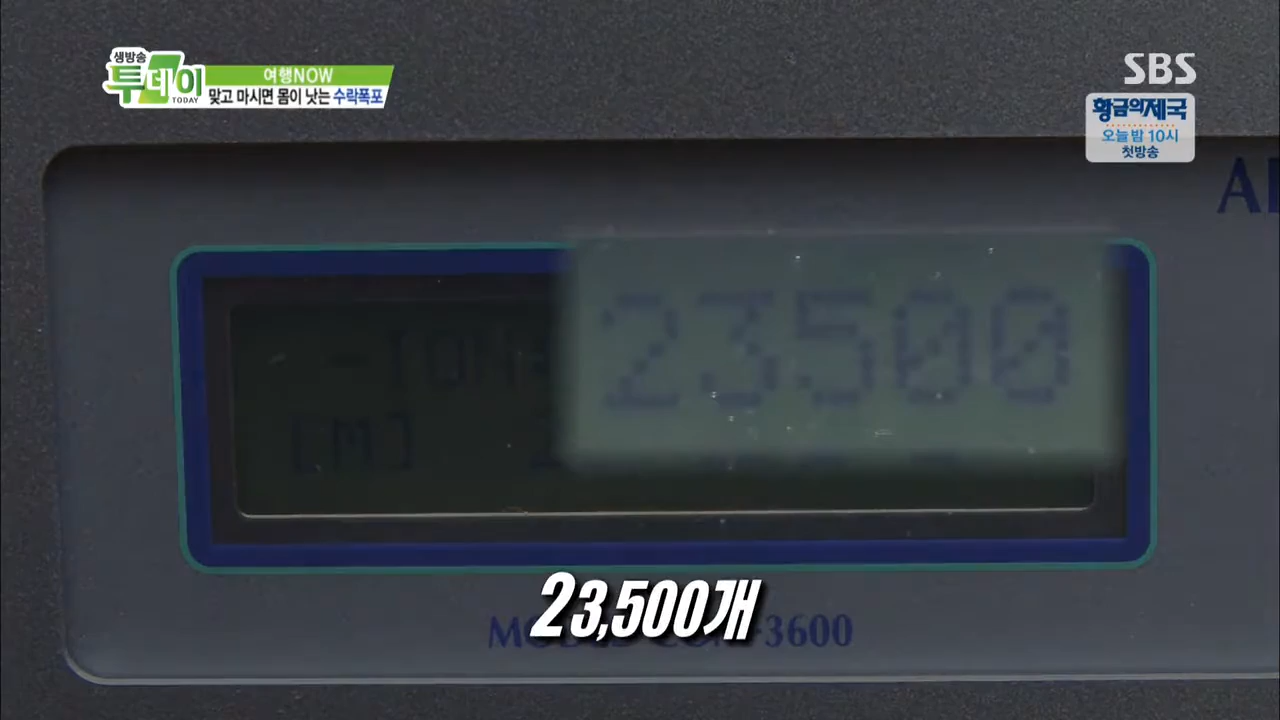 생방송
투데이
TODAY
여행NOW
맞고 마시면 몸이 낫는 수락폭포
SBS
황금의제국
오늘 밤 10시
첫방송
23500
[M]
23,500개
3600